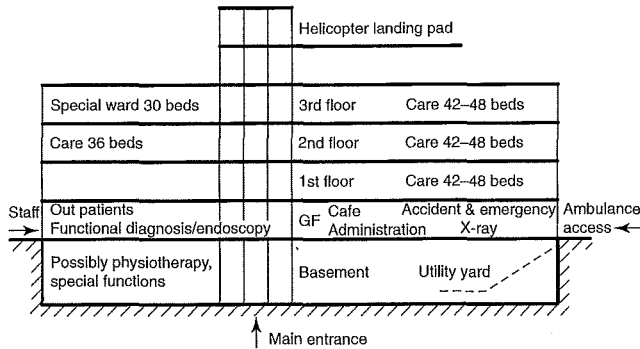 Helicopter landing pad
Special ward 30 beds 3rd floor Care 42–48 beds
Care 36 beds 2nd floor Care 42–48 beds
1st floor Care 42–48 beds
Staff
Out patients
Functional diagnosis/endoscopy
GF
Cafe
Administration
Accident & emergency
X-ray
Ambulance
access
Possibly physiotherapy,
special functions
Basement
Utility yard
Main entrance